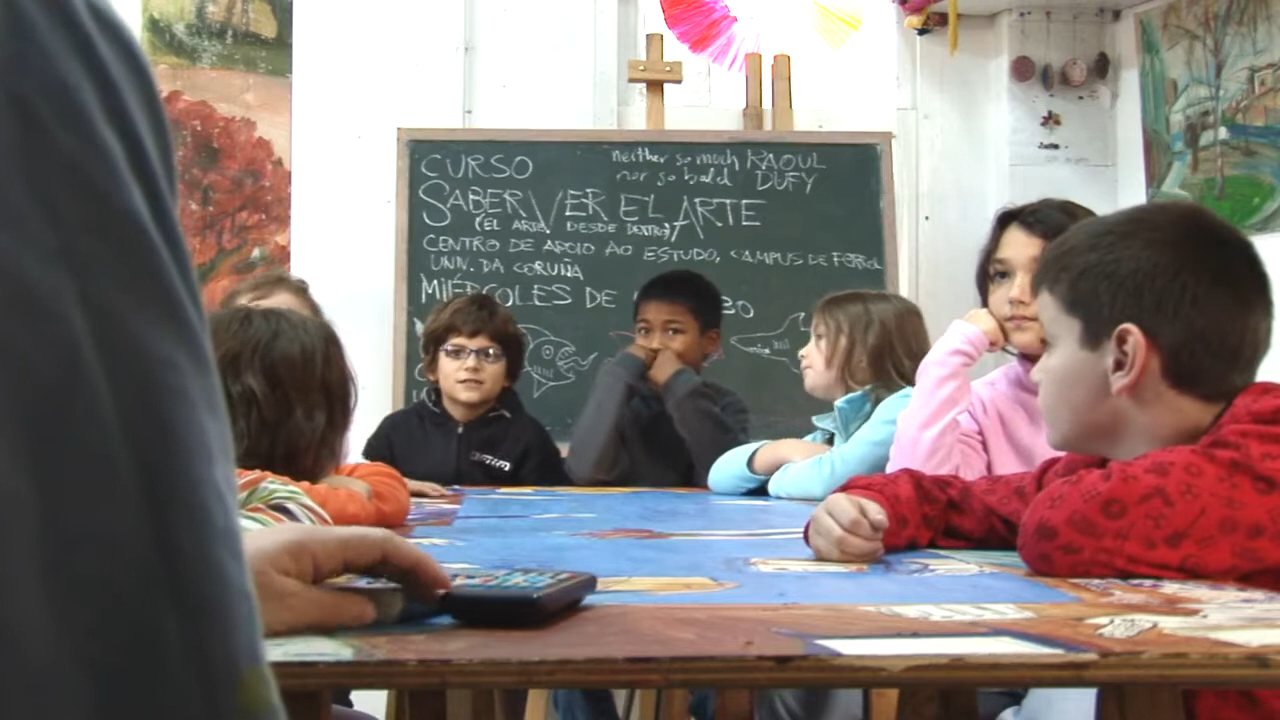 CURSO
neither so much RAOUL
nor so bald DUFY
SABER VER EL ARTE
(EL ARTE DESDE DENTRO)
CENTRO DE APOIO AO ESTUDO, CAMPUS DE FERROL
UNIV. DA CORUÑA
MIÉRCOLES DE